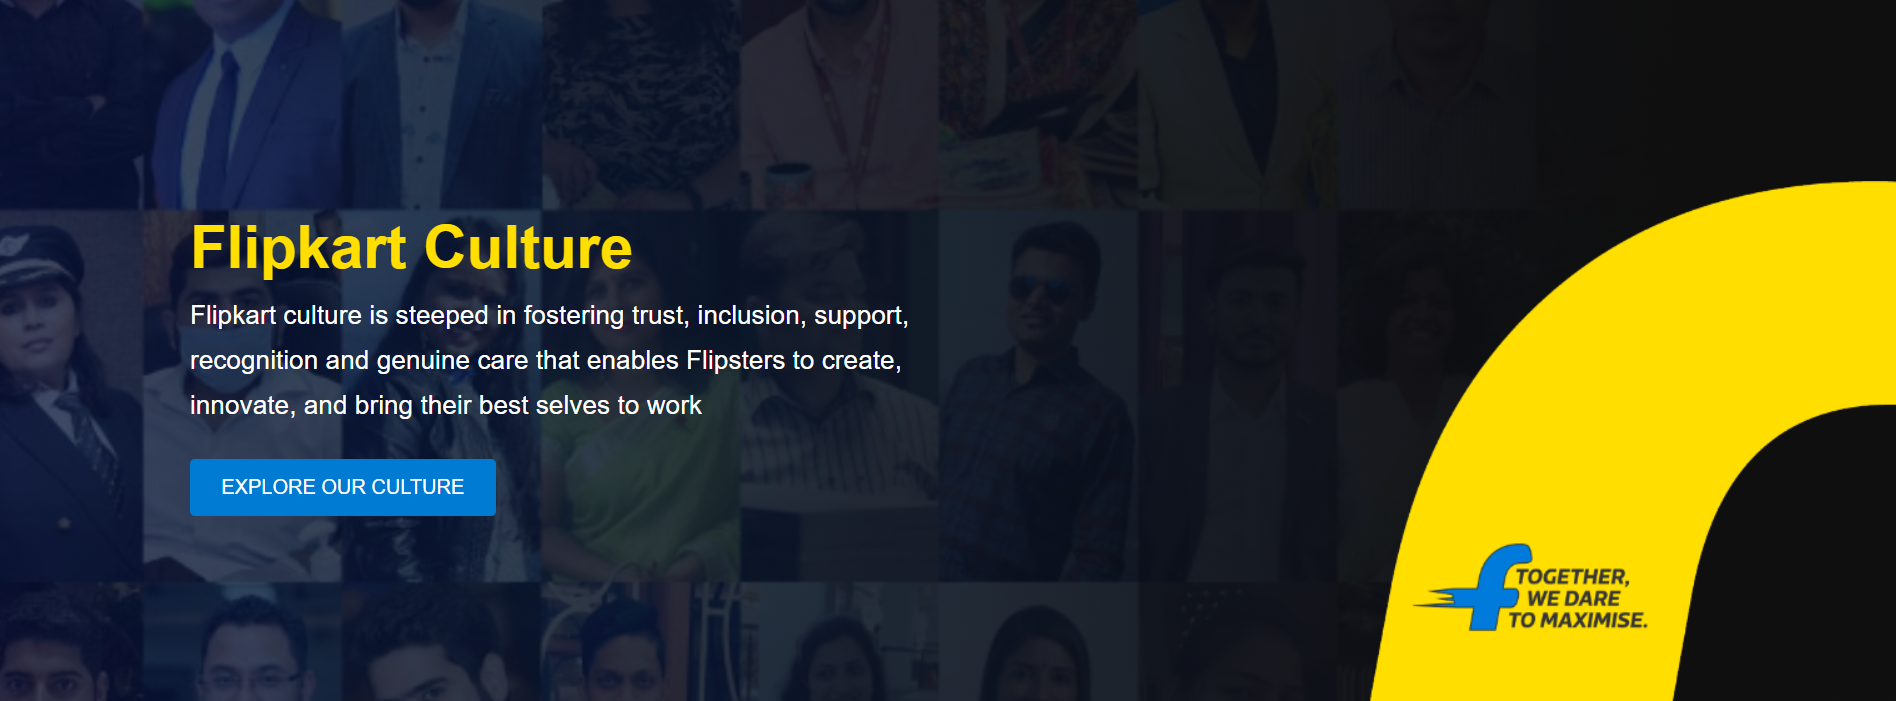 Flipkart Culture
Flipkart culture is steeped in fostering trust, inclusion, support,
recognition and genuine care that enables Flipsters to create,
innovate, and bring their best selves to work
EXPLORE OUR CULTURE
TOGETHER,
WE DARE
TO MAXIMISE.